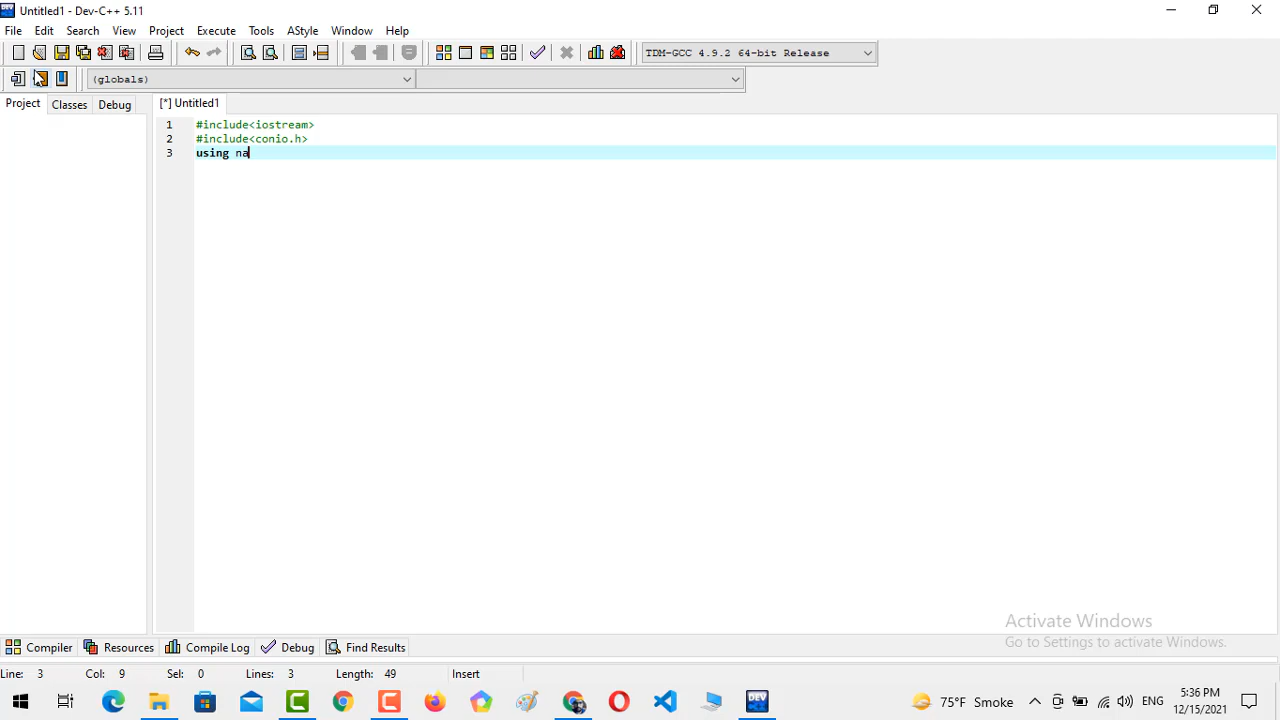 Untitled1 - Dev-C++ 5.11
File Edit Search View Project Execute Tools AStyle Window Help
TDM-GCC 4.9.2 64-bit Release
(globals)
Project Classes Debug [*] Untitled1
1 #include<iostream>
2 #include<conio.h>
3 using na
Activate Windows
Go to Settings to activate Windows.
Compiler Resources Compile Log Debug Find Results
Line: 3 Col: 9 Sel: 0 Lines: 3 Length: 49 Insert
75°F Smoke ENG 5:36 PM
12/15/2021